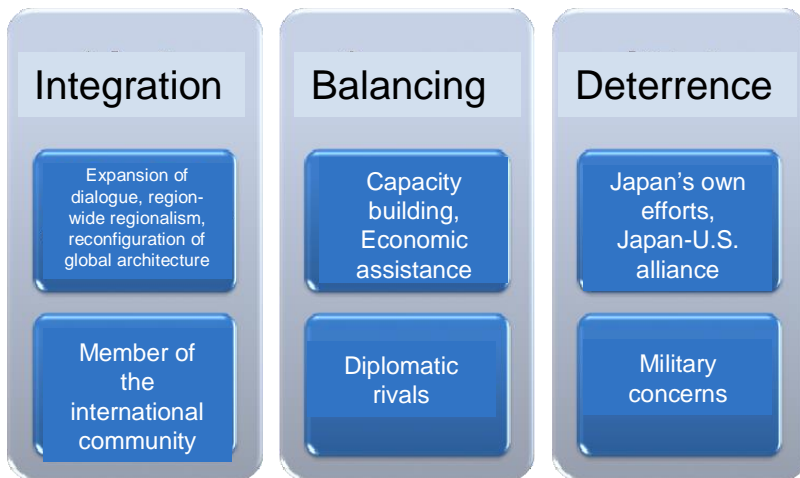 Integration
Expansion of
dialogue, region-
wide regionalism,
reconfiguration of
global architecture
Member of
the
international
community
Balancing
Capacity
building,
Economic
assistance
Diplomatic
rivals
Deterrence
Japan's own
efforts,
Japan-U.S.
alliance
Military
concerns